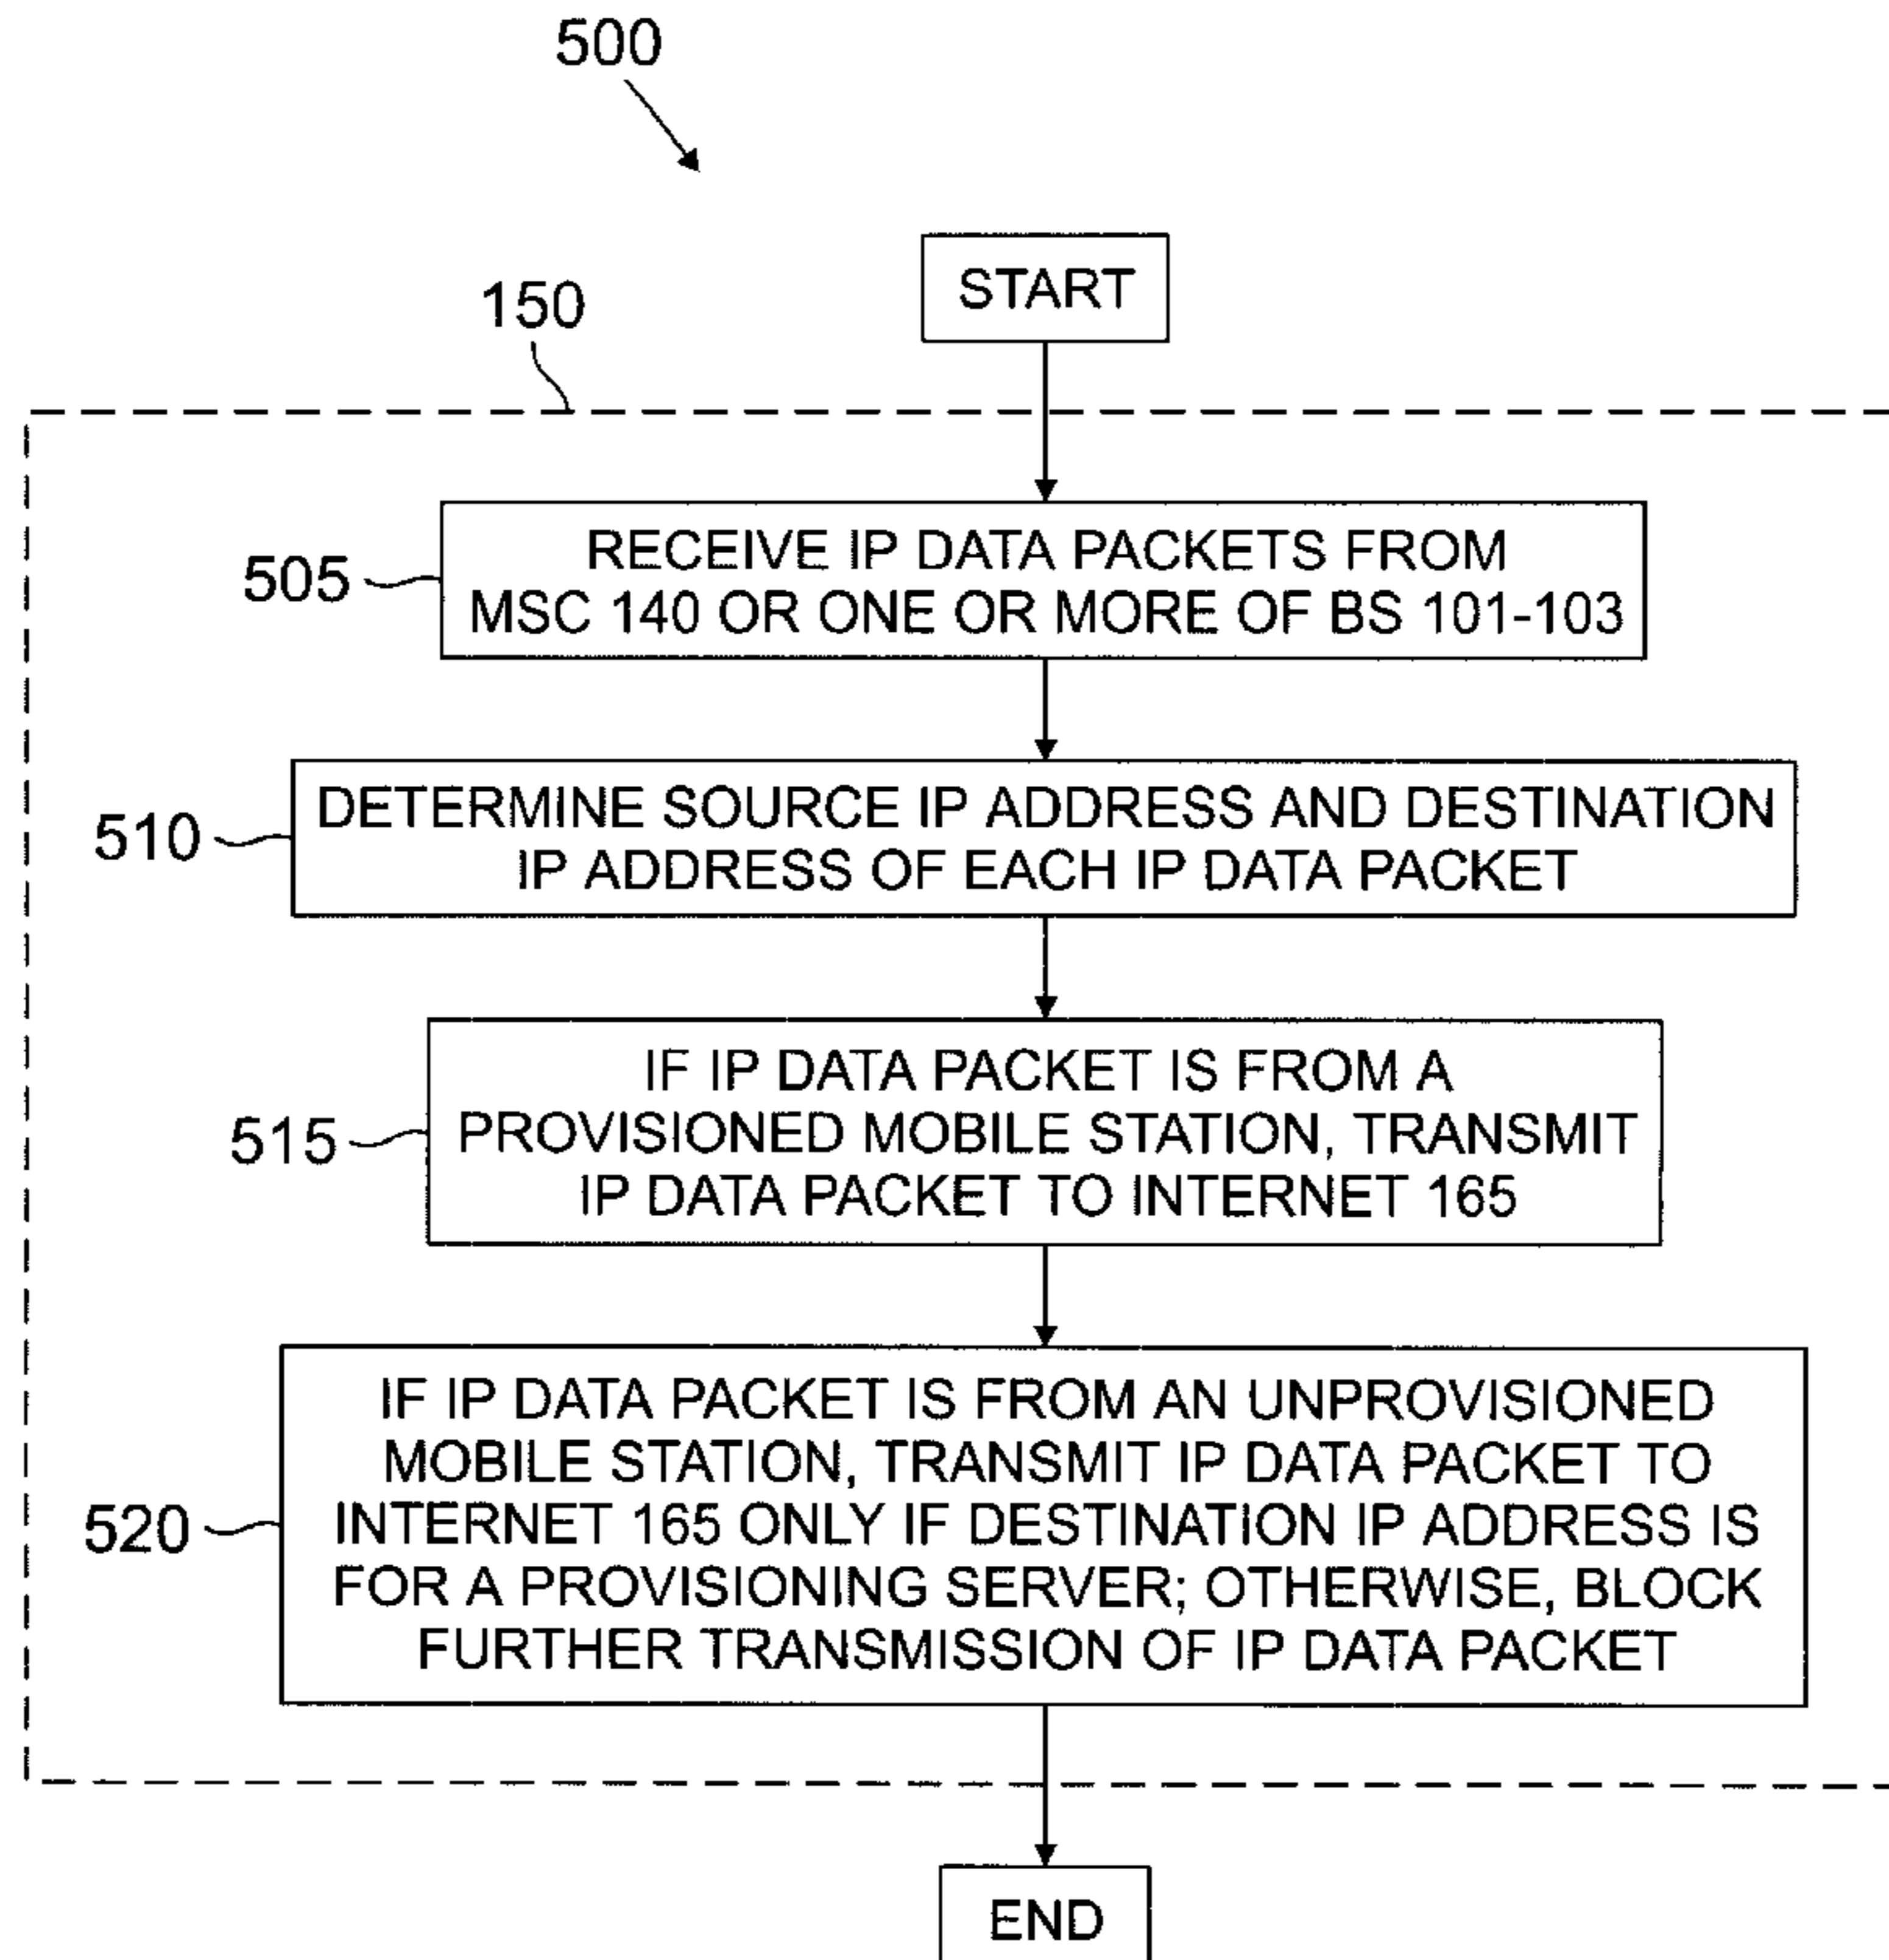 500
START
150
505
RECEIVE IP DATA PACKETS FROM
MSC 140 OR ONE OR MORE OF BS 101-103
510
DETERMINE SOURCE IP ADDRESS AND DESTINATION
IP ADDRESS OF EACH IP DATA PACKET
515
IF IP DATA PACKET IS FROM A
PROVISIONED MOBILE STATION, TRANSMIT
IP DATA PACKET TO INTERNET 165
520
IF IP DATA PACKET IS FROM AN UNPROVISIONED
MOBILE STATION, TRANSMIT IP DATA PACKET TO
INTERNET 165 ONLY IF DESTINATION IP ADDRESS IS
FOR A PROVISIONING SERVER; OTHERWISE, BLOCK
FURTHER TRANSMISSION OF IP DATA PACKET
END